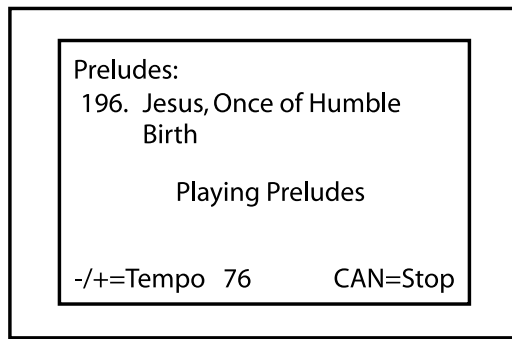 Preludes:
196. Jesus, Once of Humble
Birth
Playing Preludes
-/+=Tempo 76 CAN=Stop